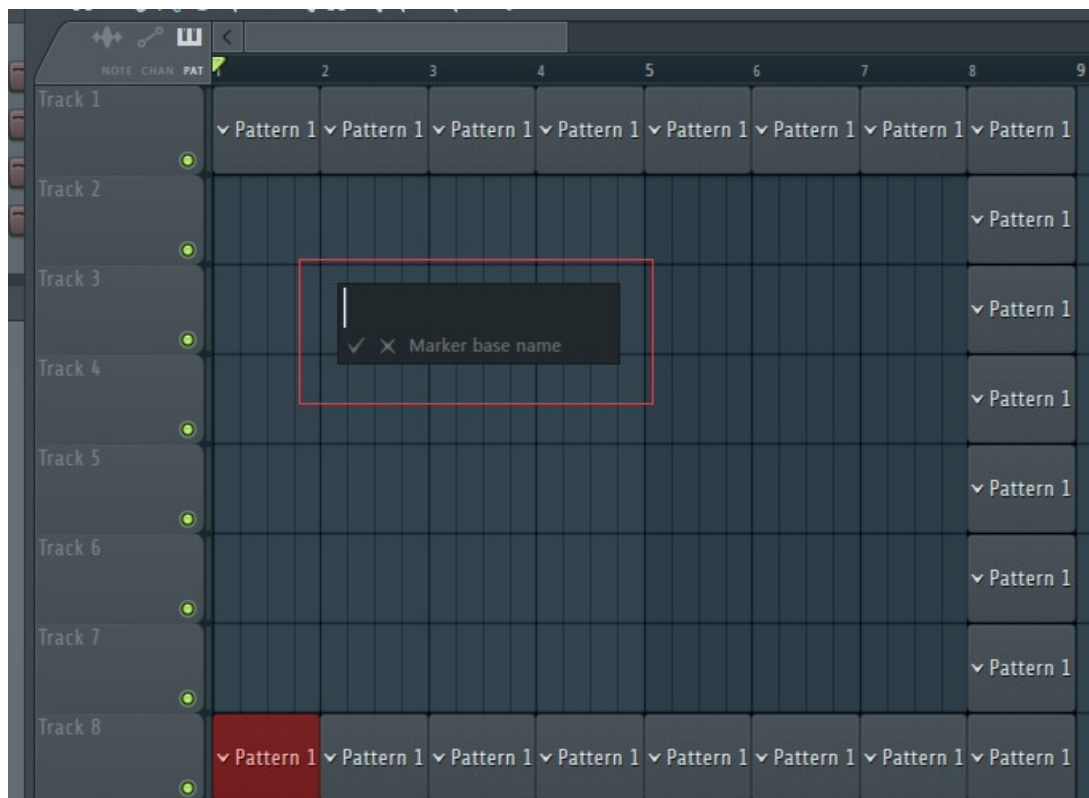 NOTE CHAN PAT
1 2 3 4 5 6 7 8 9
Track 1
Pattern 1 Pattern 1 Pattern 1 Pattern 1 Pattern 1 Pattern 1 Pattern 1 Pattern 1
Track 2
Pattern 1
Track 3
Pattern 1
Marker base name
Track 4
Pattern 1
Track 5
Pattern 1
Track 6
Pattern 1
Track 7
Pattern 1
Track 8
Pattern 1 Pattern 1 Pattern 1 Pattern 1 Pattern 1 Pattern 1 Pattern 1 Pattern 1